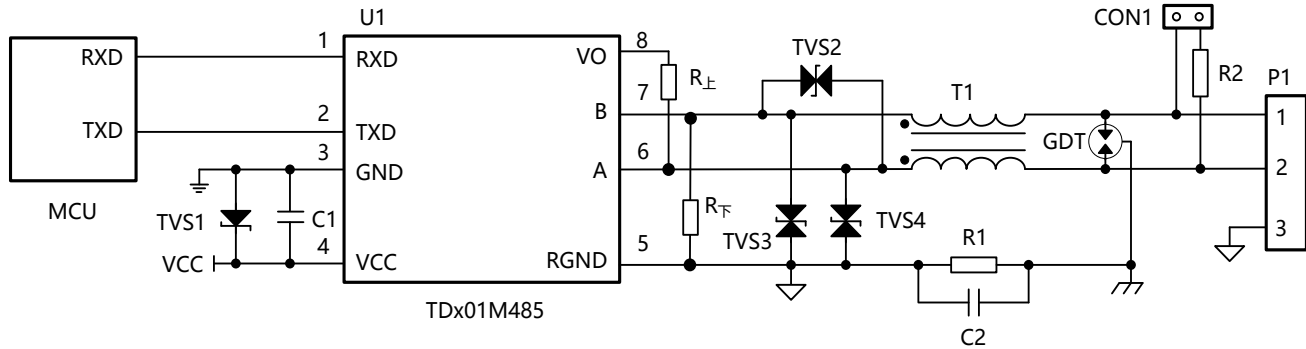 U1
CON1
MCU
RXD
TXD
1
2
3
4
RXD
TXD
GND
VCC
VO
B
A
RGND
8
7
6
5
TDx01M485
TVS1
C1
VCC
R上
R下
TVS2
TVS3
TVS4
T1
GDT
R1
C2
R2
P1
1
2
3